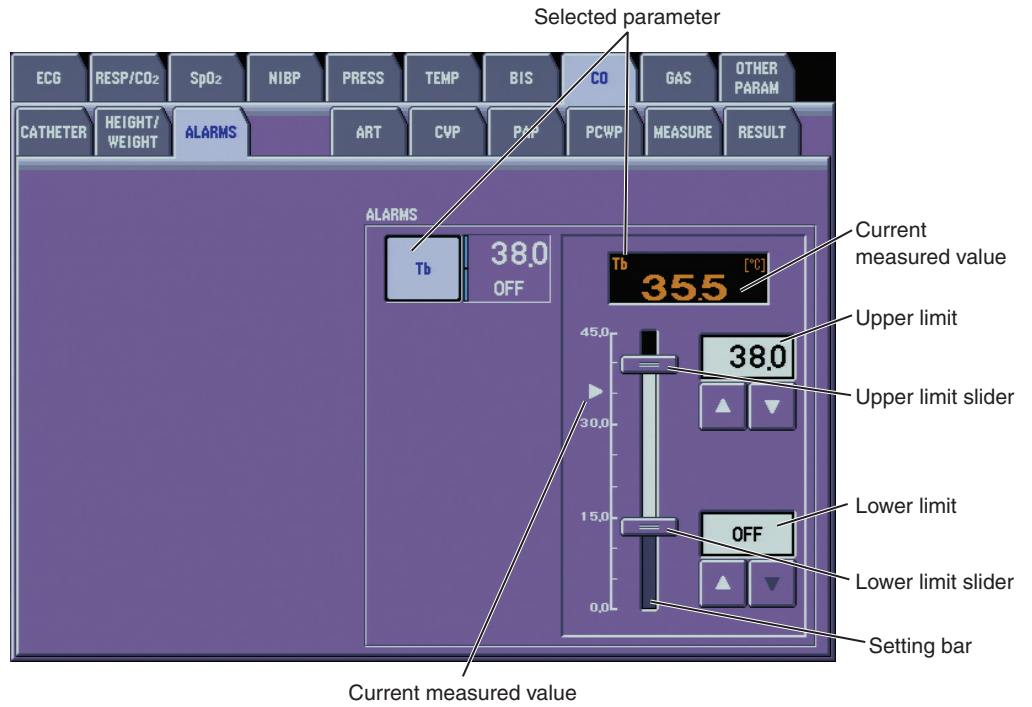 Selected parameter
ECG RESP/CO2 SpO2 NIBP PRESS TEMP BIS CO GAS OTHER PARAM
CATHETER HEIGHT/ WEIGHT ALARMS ART CVP PAP PCWP MEASURE RESULT
ALARMS
Tb 38.0
OFF
Tb [°C]
35.5
Current
measured value
45.0
38.0
Upper limit
Upper limit slider
30.0
15.0
OFF
Lower limit
Lower limit slider
0.0
Setting bar
Current measured value